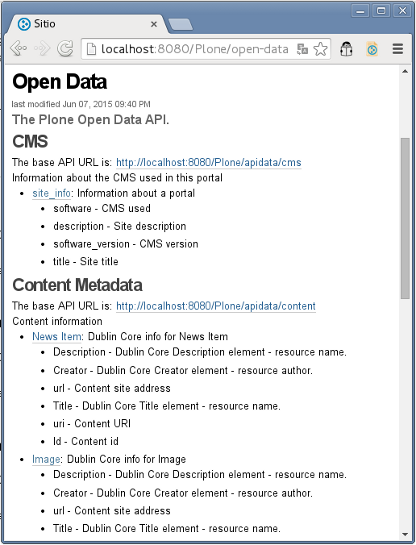 Sitio
localhost:8080/Plone/open-data
Open Data
last modified Jun 07, 2015 09:40 PM
The Plone Open Data API.
CMS
The base API URL is: http://localhost:8080/Plone/apidata/cms
Information about the CMS used in this portal
site_info: Information about a portal
software - CMS used
description - Site description
software_version - CMS version
title - Site title
Content Metadata
The base API URL is: http://localhost:8080/Plone/apidata/content
Content information
News Item: Dublin Core info for News Item
Description - Dublin Core Description element - resource name.
Creator - Dublin Core Creator element - resource author.
url - Content site address
Title - Dublin Core Title element - resource name.
uri - Content URI
Id - Content id
Image: Dublin Core info for Image
Description - Dublin Core Description element - resource name.
Creator - Dublin Core Creator element - resource author.
url - Content site address
Title - Dublin Core Title element - resource name.